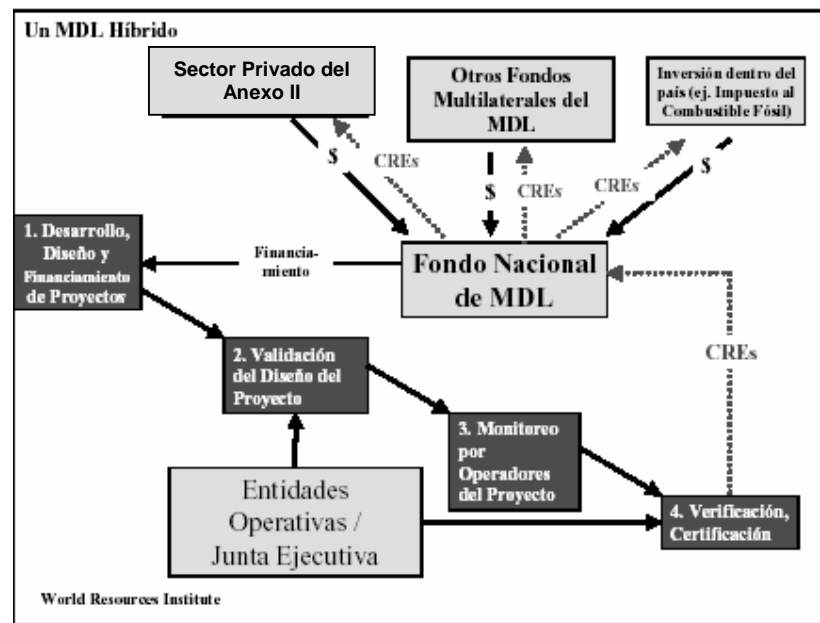 Un MDL Híbrido
Sector Privado del
Anexo II
Otros Fondos
Multilaterales del
MDL
Inversión dentro del
país (ej. Impuesto al
Combustible Fósil)
$
CREs
$
CREs
CREs
$
1. Desarrollo,
Diseño y
Financiamiento
de Proyectos
Financia-
miento
Fondo Nacional
de MDL
CREs
2. Validación
del Diseño del
Proyecto
3. Monitoreo
por
Operadores
del Proyecto
Entidades
Operativas /
Junta Ejecutiva
4. Verificación,
Certificación
World Resources Institute